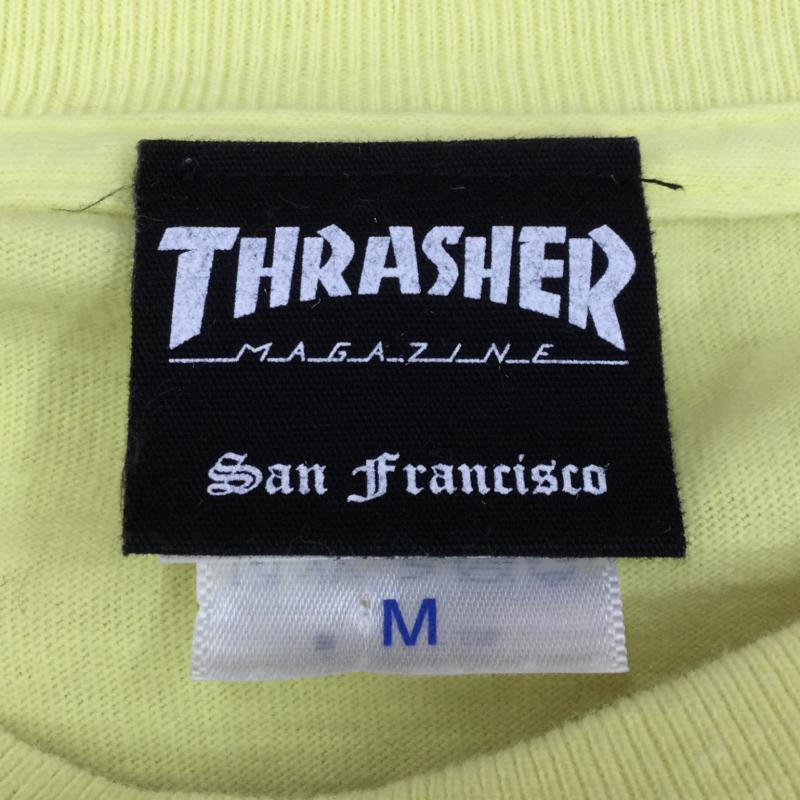 THRASHER
MAGAZINE
San Francisco
M